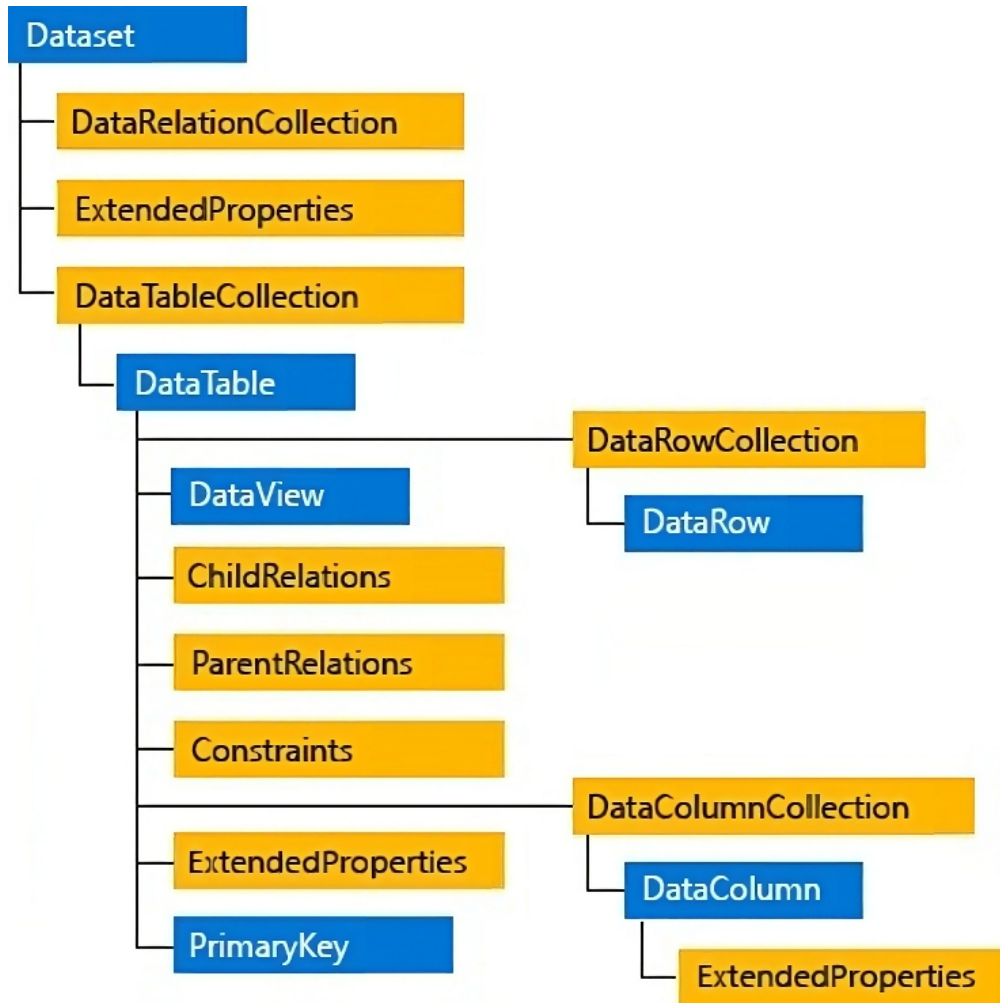 Dataset
DataRelationCollection
ExtendedProperties
DataTableCollection
DataTable
DataRowCollection
DataView
DataRow
ChildRelations
ParentRelations
Constraints
DataColumnCollection
ExtendedProperties
DataColumn
PrimaryKey
ExtendedProperties